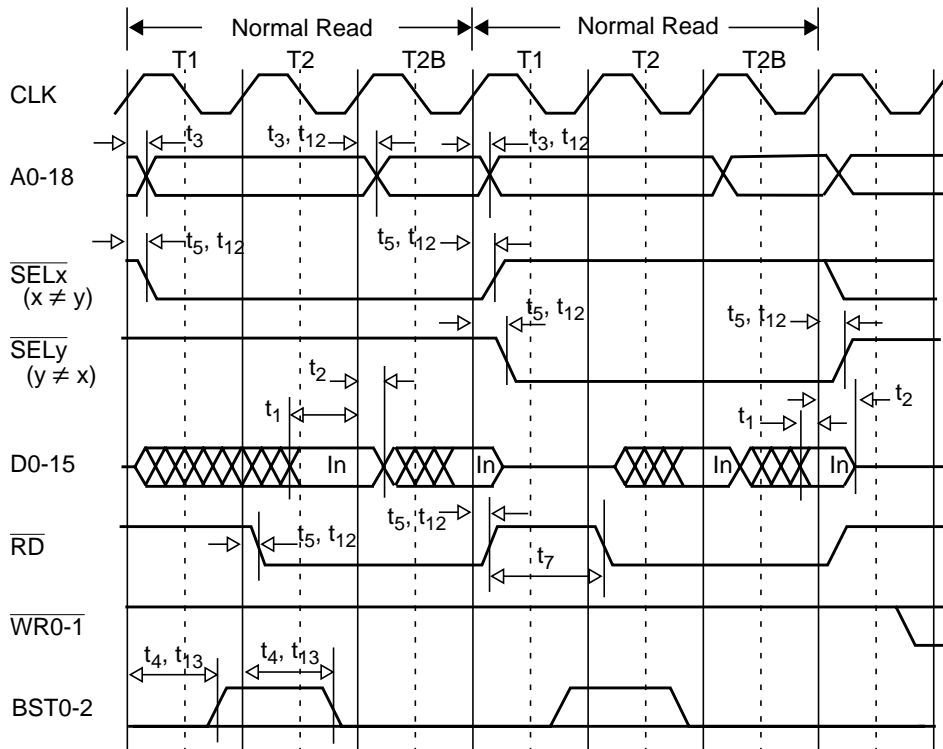 Normal Read Normal Read
T1 T2 T2B T1 T2 T2B
CLK
t3 t3, t12 t3, t12
A0-18
t5, t12 t5, t12
SELx
(x ≠ y)
t5, t12 t5, t12
SELy
(y ≠ x)
t2 t2
t1 t1
D0-15 In In In In
t5, t12
RD t5, t12 t7
WR0-1
t4, t13 t4, t13
BST0-2